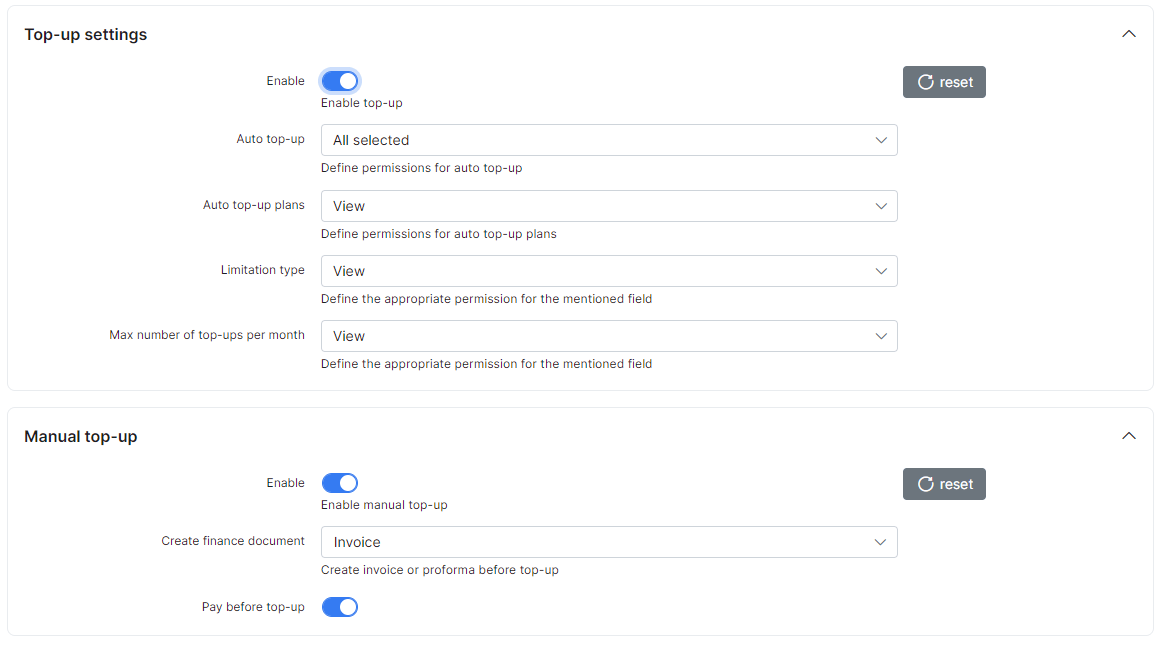 Top-up settings
Enable
reset
Enable top-up
Auto top-up
All selected
Define permissions for auto top-up
Auto top-up plans
View
Define permissions for auto top-up plans
Limitation type
View
Define the appropriate permission for the mentioned field
Max number of top-ups per month
View
Define the appropriate permission for the mentioned field
Manual top-up
Enable
reset
Enable manual top-up
Create finance document
Invoice
Create invoice or proforma before top-up
Pay before top-up